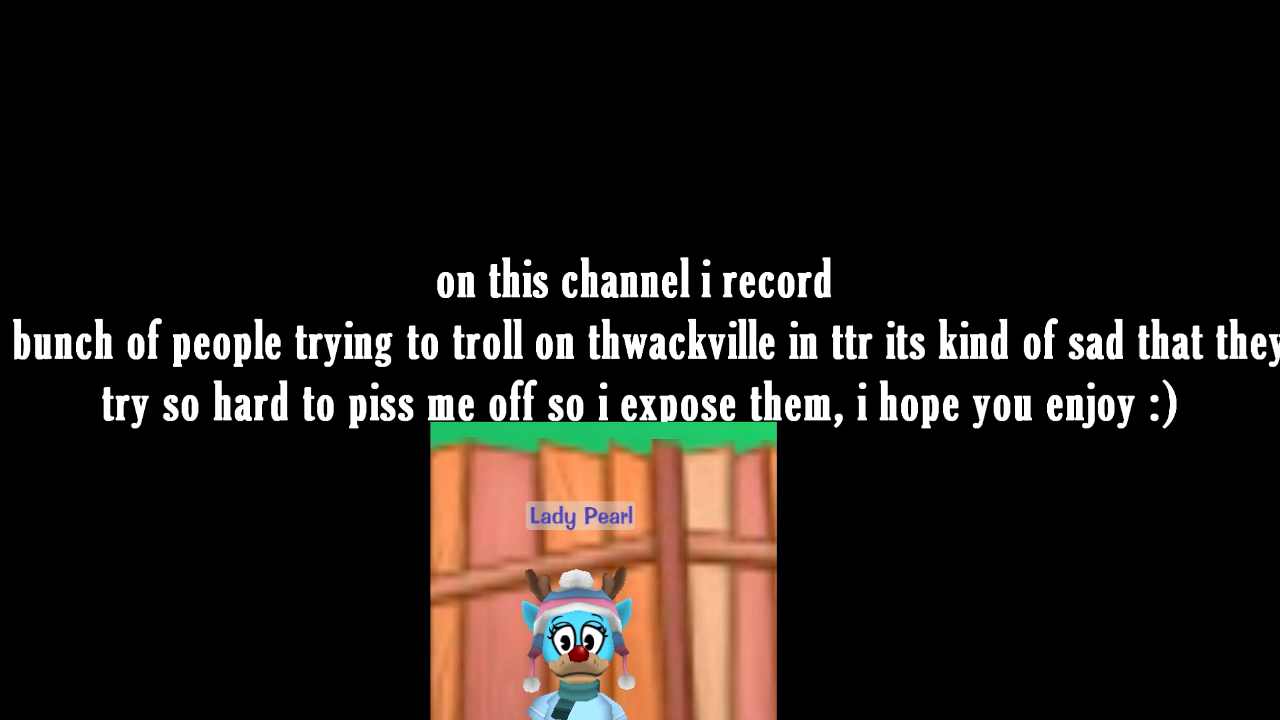 on this channel i record
bunch of people trying to troll on thwackville in ttr its kind of sad that they
try so hard to piss me off so i expose them, i hope you enjoy :)
Lady Pearl